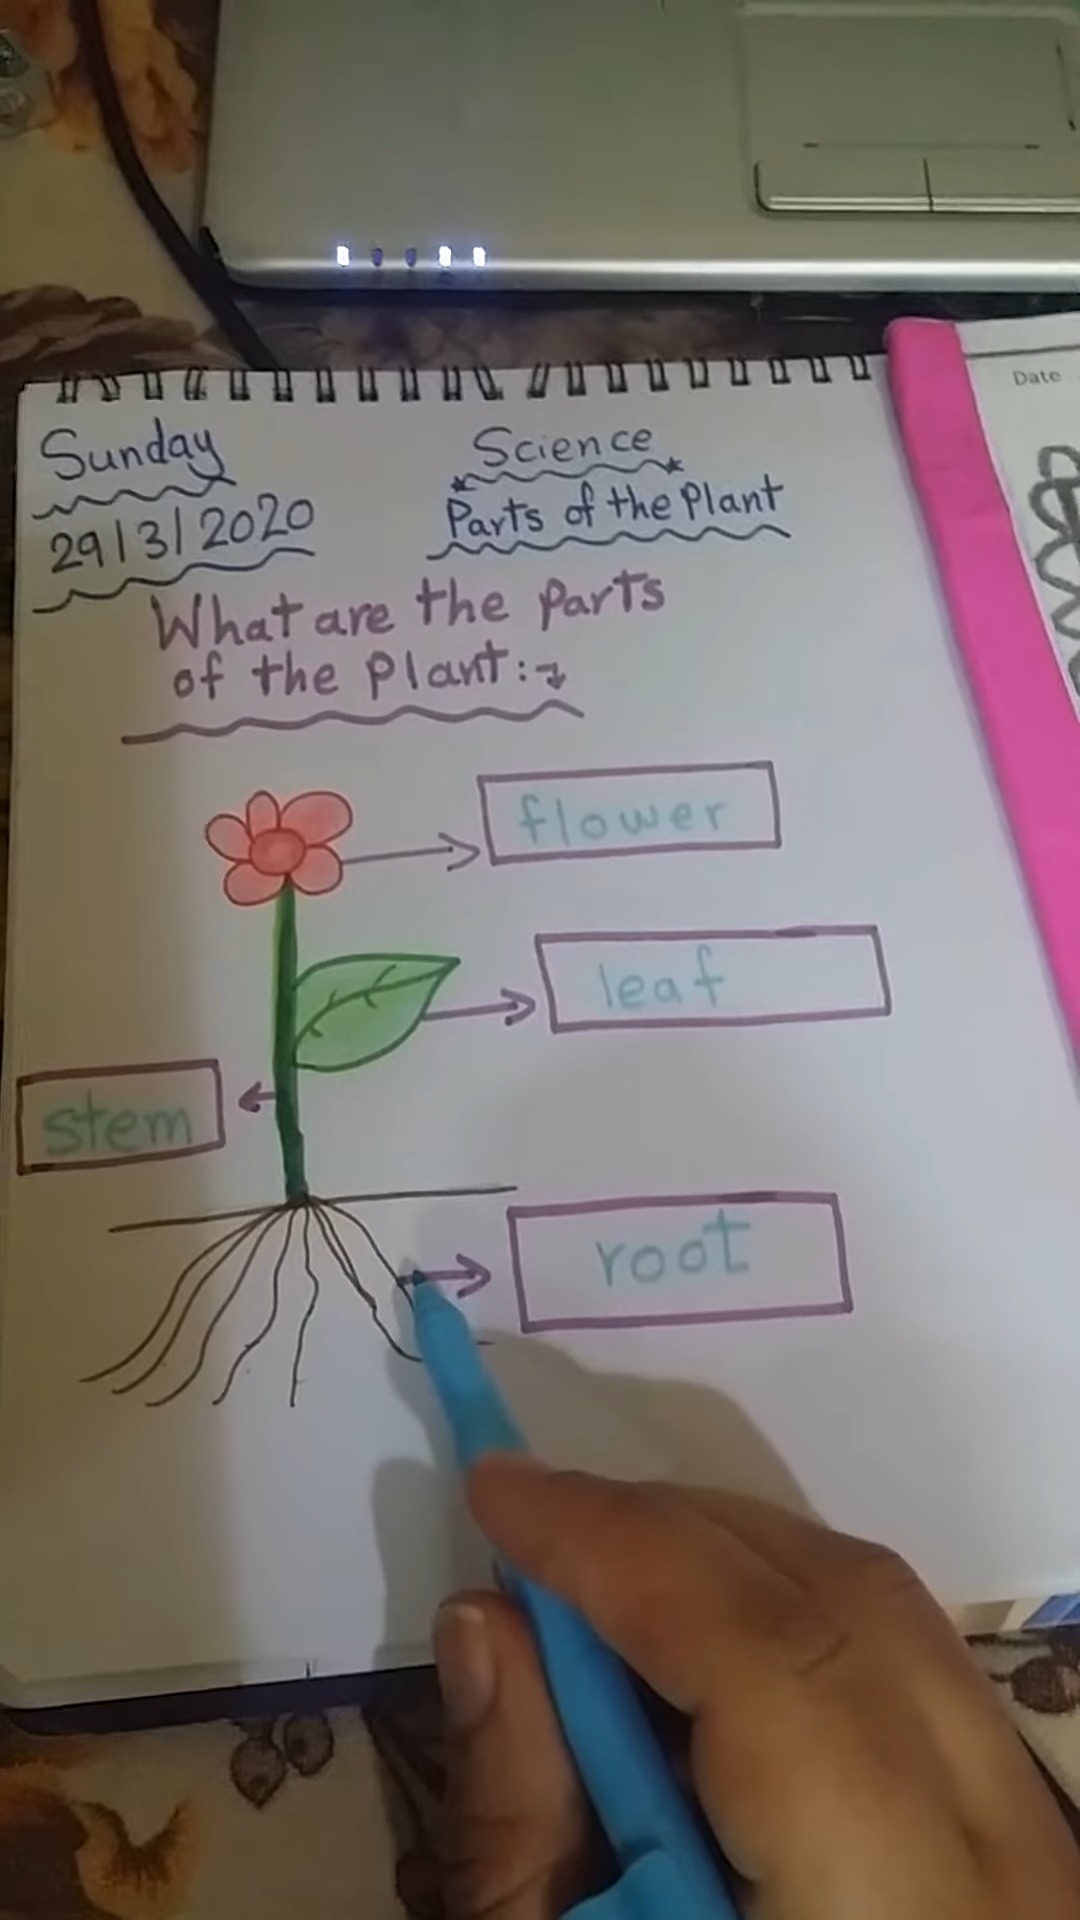 Sunday
29/3/2020
Science
Parts of the Plant
What are the parts
of the plant:
flower
leaf
stem
root
Date